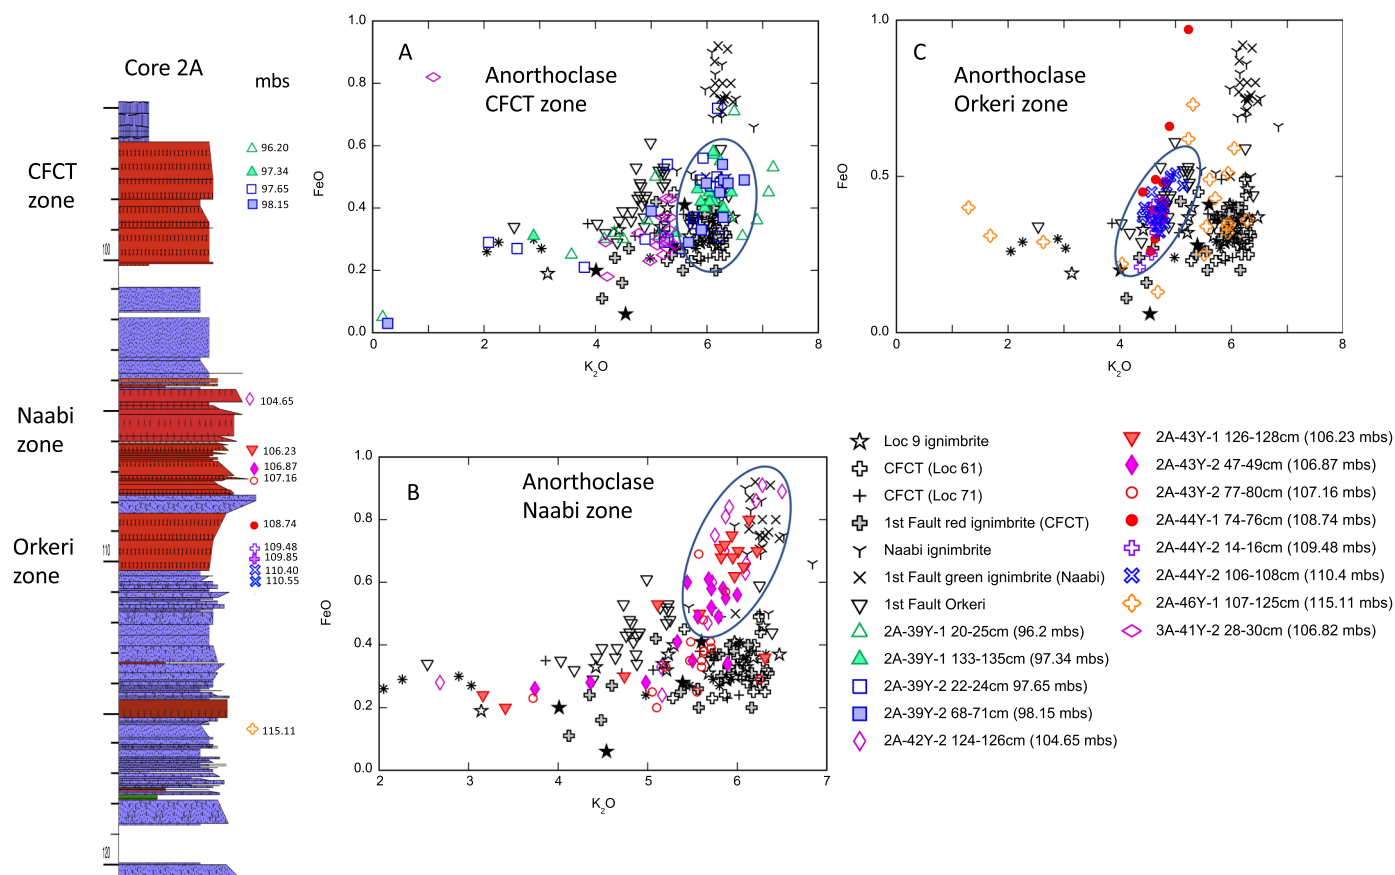 Core 2A
mbs
CFCT
zone
96.20
97.34
97.65
98.15
100
Naabi
zone
104.65
106.23
106.87
107.16
Orkeri
zone
108.74
109.48
109.85
110
110.40
110.55
115.11
120
A
Anorthoclase
CFCT zone
FeO
1.0
0.8
0.6
0.4
0.2
0.0
0
2
4
6
8
K2O
C
Anorthoclase
Orkeri zone
FeO
1.0
0.5
0.0
0
2
4
6
8
K2O
B
Anorthoclase
Naabi zone
FeO
1.0
0.8
0.6
0.4
0.2
0.0
2
3
4
5
6
7
K2O
Loc 9 ignimbrite
CFCT (Loc 61)
CFCT (Loc 71)
1st Fault red ignimbrite (CFCT)
Naabi ignimbrite
1st Fault green ignimbrite (Naabi)
1st Fault Orkeri
2A-39Y-1 20-25cm (96.2 mbs)
2A-39Y-1 133-135cm (97.34 mbs)
2A-39Y-2 22-24cm 97.65 mbs)
2A-39Y-2 68-71cm (98.15 mbs)
2A-42Y-2 124-126cm (104.65 mbs)
2A-43Y-1 126-128cm (106.23 mbs)
2A-43Y-2 47-49cm (106.87 mbs)
2A-43Y-2 77-80cm (107.16 mbs)
2A-44Y-1 74-76cm (108.74 mbs)
2A-44Y-2 14-16cm (109.48 mbs)
2A-44Y-2 106-108cm (110.4 mbs)
2A-46Y-1 107-125cm (115.11 mbs)
3A-41Y-2 28-30cm (106.82 mbs)